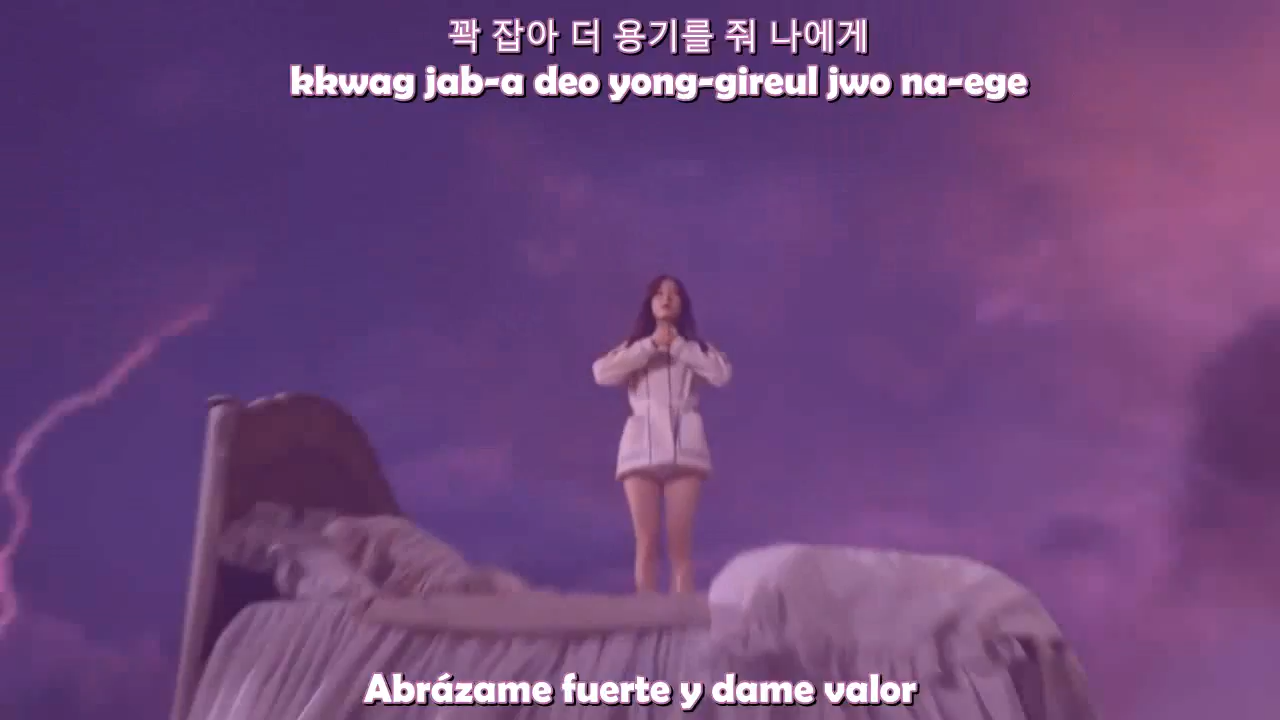 꽉 잡아 더 용기를 줘 나에게
kkwag jab-a deo yong-gireul jwo na-ege
Abrázame fuerte y dame valor